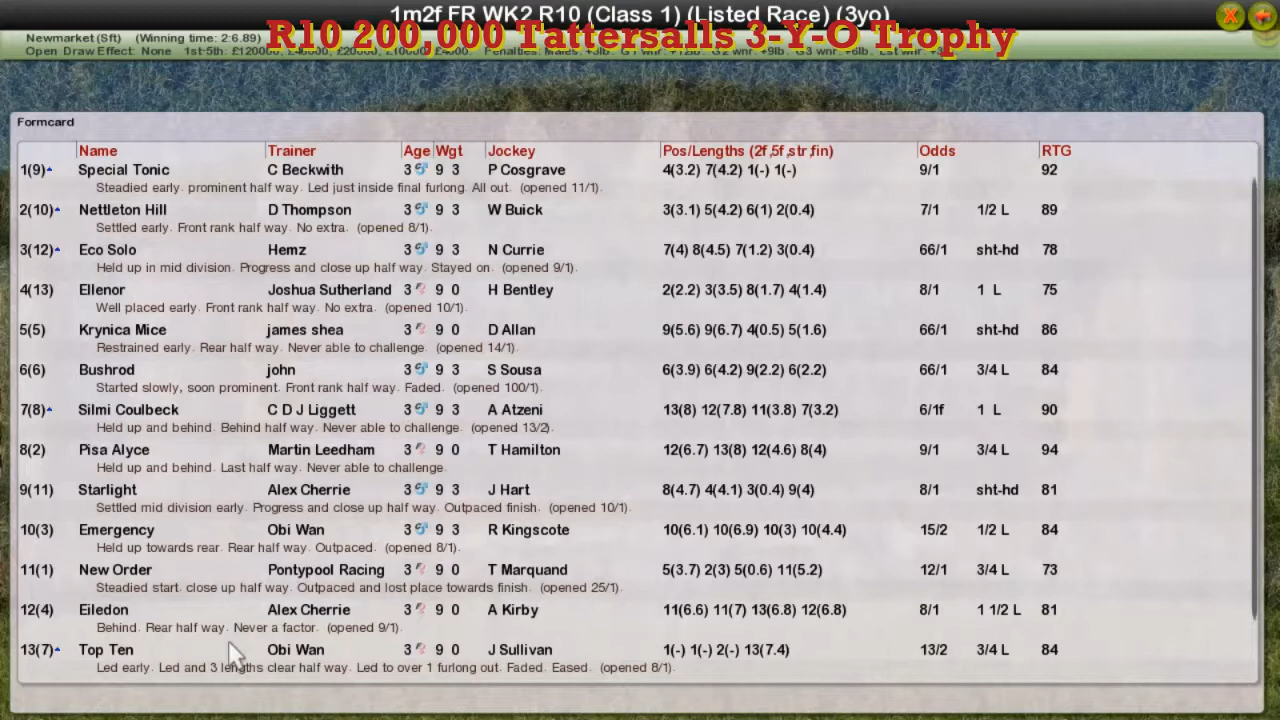 1m2f FR WK2 R10 (Class 1) (Listed Race) (3yo)
R10 200,000 Tattersalls 3-Y-O Trophy
Newmarket (Sft) (Winning time: 2:6.89)
Open Draw Effect: None 1st-5th: £120000,
Formcard
Name Trainer Age Wgt Jockey Pos/Lengths (2f,5f,str,fin) Odds RTG
1(9) Special Tonic C Beckwith 3 9 3 P Cosgrave 4(3.2) 7(4.2) 1(-) 1(-) 9/1 92
Steadied early. prominent half way. Led just inside final furlong. All out. (opened 11/1).
2(10) Nettleton Hill D Thompson 3 9 3 W Buick 3(3.1) 5(4.2) 6(1) 2(0.4) 7/1 1/2 L 89
Settled early. Front rank half way. No extra. (opened 8/1).
3(12) Eco Solo Hemz 3 9 3 N Currie 7(4) 8(4.5) 7(1.2) 3(0.4) 66/1 sht-hd 78
Held up in mid division. Progress and close up half way. Stayed on. (opened 9/1).
4(13) Ellenor Joshua Sutherland 3 9 0 H Bentley 2(2.2) 3(3.5) 8(1.7) 4(1.4) 8/1 1 L 75
Well placed early. Front rank half way. No extra. (opened 10/1).
5(5) Krynica Mice james shea 3 9 0 D Allan 9(5.6) 9(6.7) 4(0.5) 5(1.6) 66/1 sht-hd 86
Restrained early. Rear half way. Never able to challenge. (opened 14/1).
6(6) Bushrod john 3 9 3 S Sousa 6(3.9) 6(4.2) 9(2.2) 6(2.2) 66/1 3/4 L 84
Started slowly, soon prominent. Front rank half way. Faded. (opened 100/1).
7(8) Silmi Coulbeck C D J Liggett 3 9 3 A Atzeni 13(8) 12(7.8) 11(3.8) 7(3.2) 6/1f 1 L 90
Held up and behind. Behind half way. Never able to challenge. (opened 13/2).
8(2) Pisa Alyce Martin Leedham 3 9 0 T Hamilton 12(6.7) 13(8) 12(4.6) 8(4) 9/1 3/4 L 94
Held up and behind. Last half way. Never able to challenge.
9(11) Starlight Alex Cherrie 3 9 3 J Hart 8(4.7) 4(4.1) 3(0.4) 9(4) 8/1 sht-hd 81
Settled mid division early. Progress and close up half way. Outpaced finish. (opened 10/1).
10(3) Emergency Obi Wan 3 9 3 R Kingscote 10(6.1) 10(6.9) 10(3) 10(4.4) 15/2 1/2 L 84
Held up towards rear. Rear half way. Outpaced. (opened 8/1).
11(1) New Order Pontypool Racing 3 9 0 T Marquand 5(3.7) 2(3) 5(0.6) 11(5.2) 12/1 3/4 L 73
Steadied start. close up half way. Outpaced and lost place towards finish. (opened 25/1).
12(4) Eiledon Alex Cherrie 3 9 0 A Kirby 11(6.6) 11(7) 13(6.8) 12(6.8) 8/1 1 1/2 L 81
Behind. Rear half way. Never a factor. (opened 9/1).
13(7) Top Ten Obi Wan 3 9 0 J Sullivan 1(-) 1(-) 2(-) 13(7.4) 13/2 3/4 L 84
Led early. Led and 3 lengths clear half way. Led to over 1 furlong out. Faded. Eased. (opened 8/1).